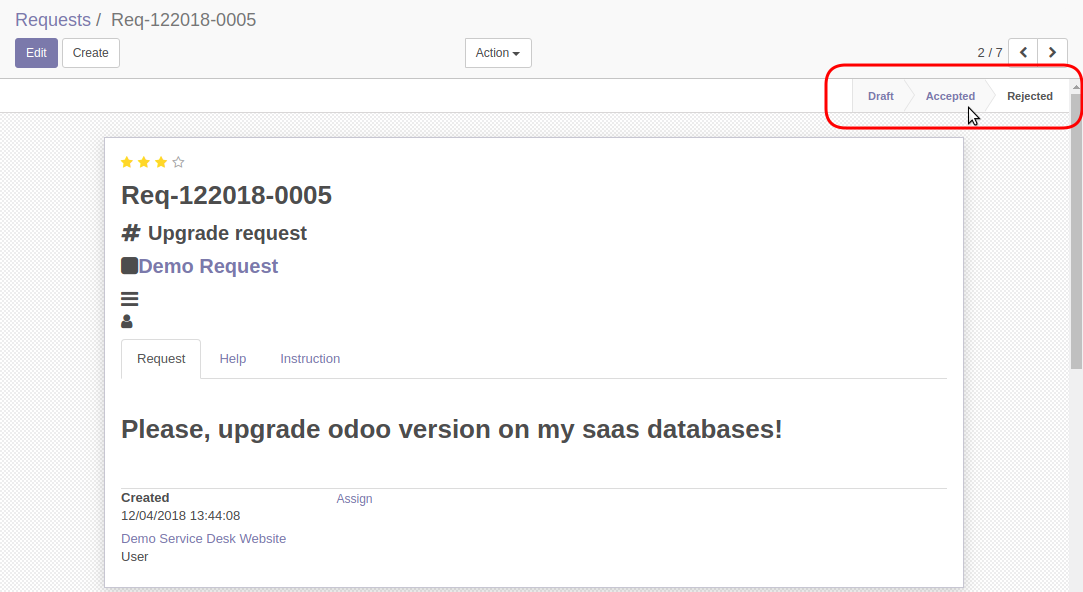 Requests / Req-122018-0005
Edit Create Action 2 / 7
Draft Accepted Rejected
Req-122018-0005
# Upgrade request
Demo Request
Request Help Instruction
Please, upgrade odoo version on my saas databases!
Created Assign
12/04/2018 13:44:08
Demo Service Desk Website
User